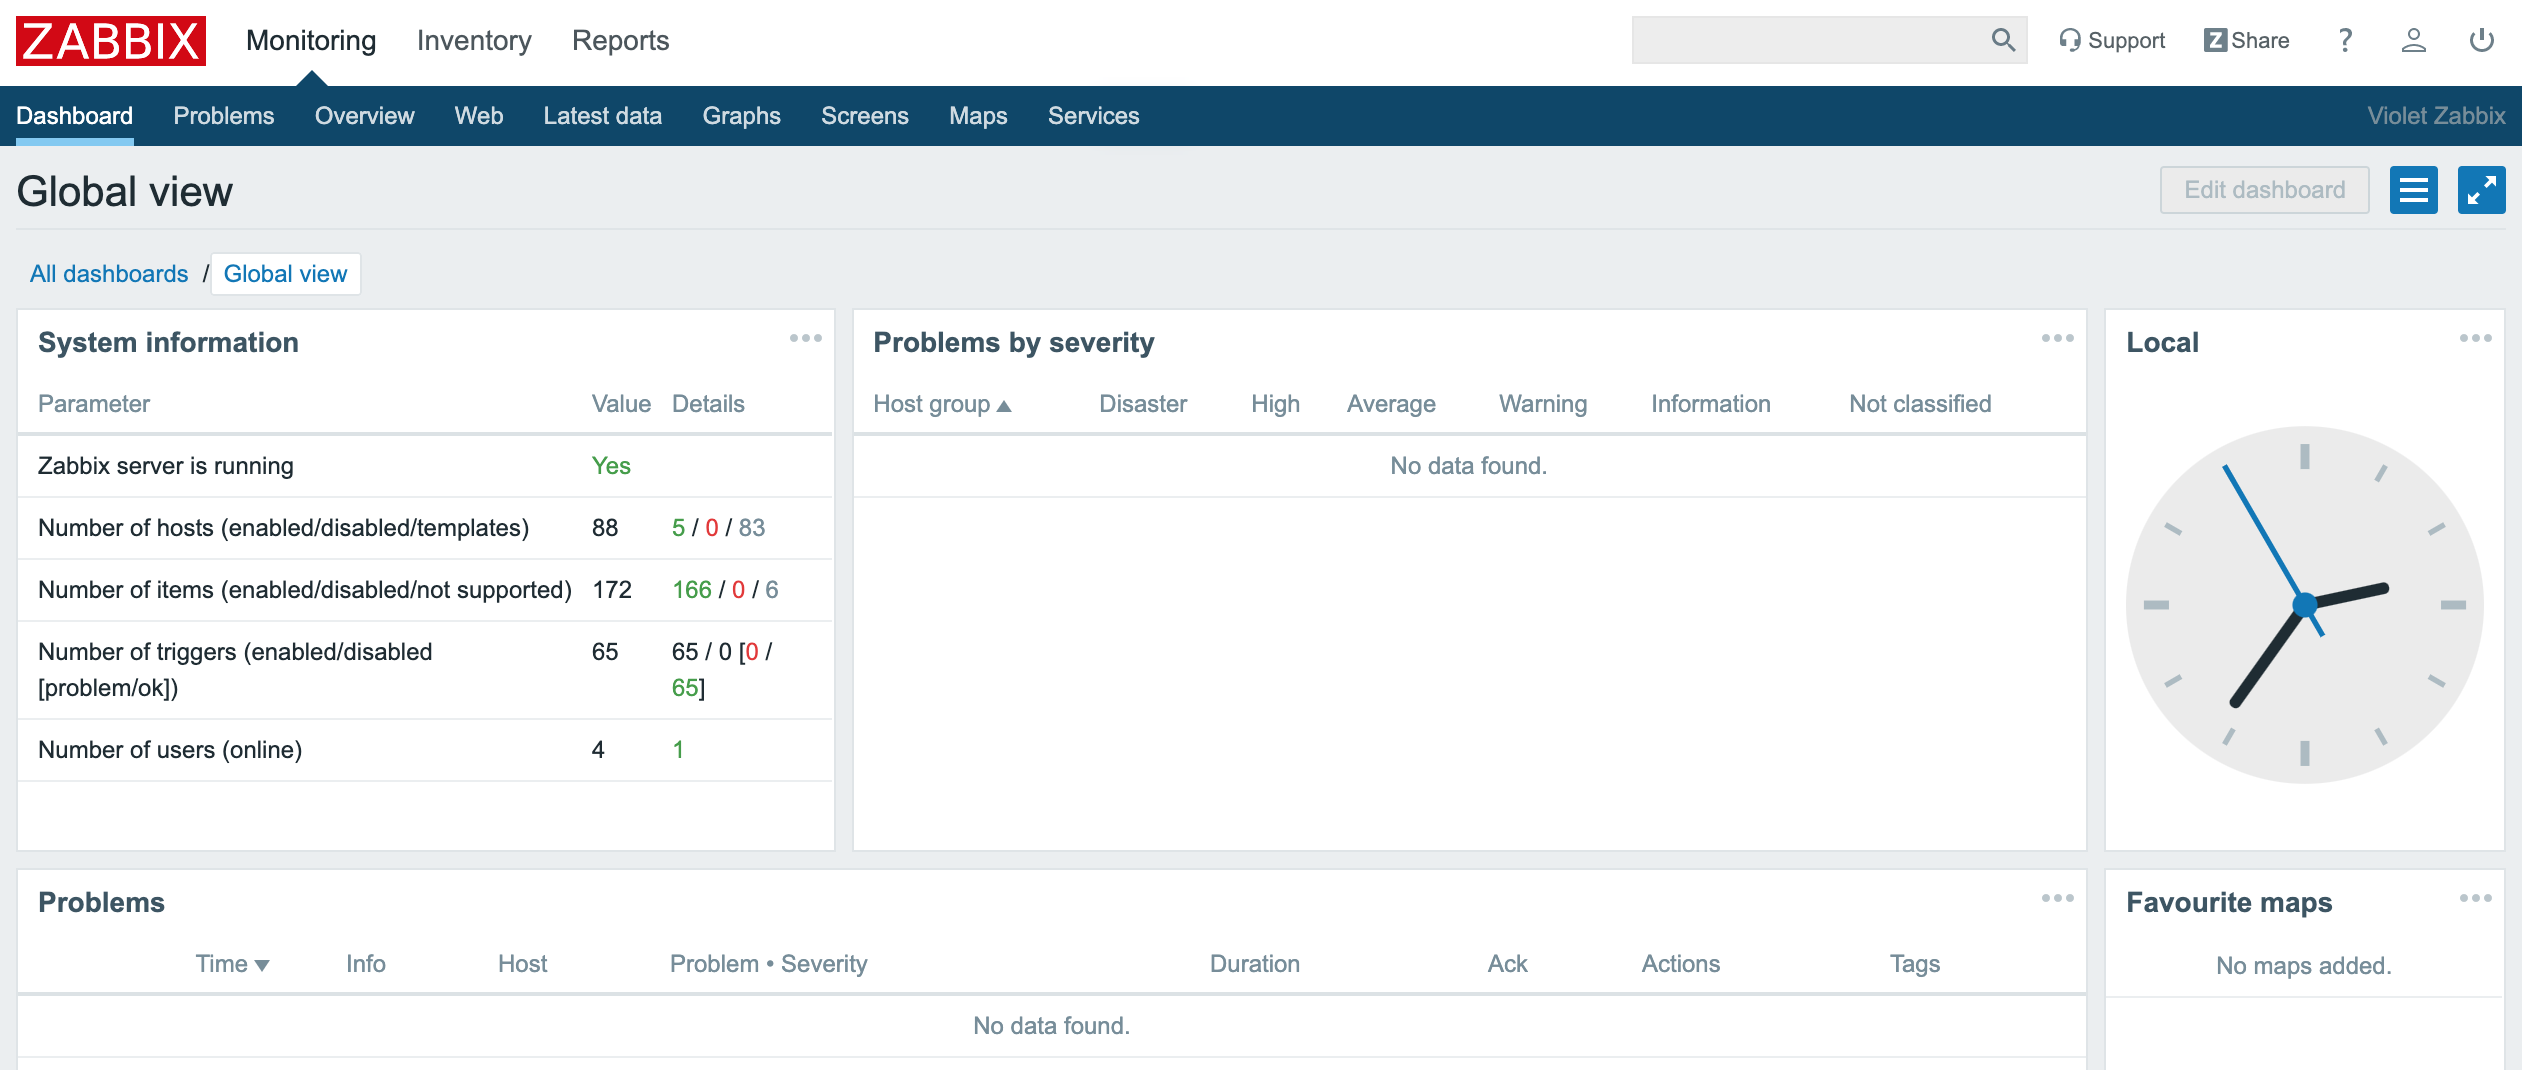 ZABBIX Monitoring Inventory Reports Support Z Share ?
Dashboard Problems Overview Web Latest data Graphs Screens Maps Services Violet Zabbix
Global view Edit dashboard
All dashboards / Global view
System information
Parameter Value Details
Zabbix server is running Yes
Number of hosts (enabled/disabled/templates) 88 5 / 0 / 83
Number of items (enabled/disabled/not supported) 172 166 / 0 / 6
Number of triggers (enabled/disabled 65 65 / 0 [0 /
[problem/ok]) 65]
Number of users (online) 4 1
Problems by severity
Host group ▲ Disaster High Average Warning Information Not classified
No data found.
Local
Problems
Time ▼ Info Host Problem • Severity Duration Ack Actions Tags
No data found.
Favourite maps
No maps added.